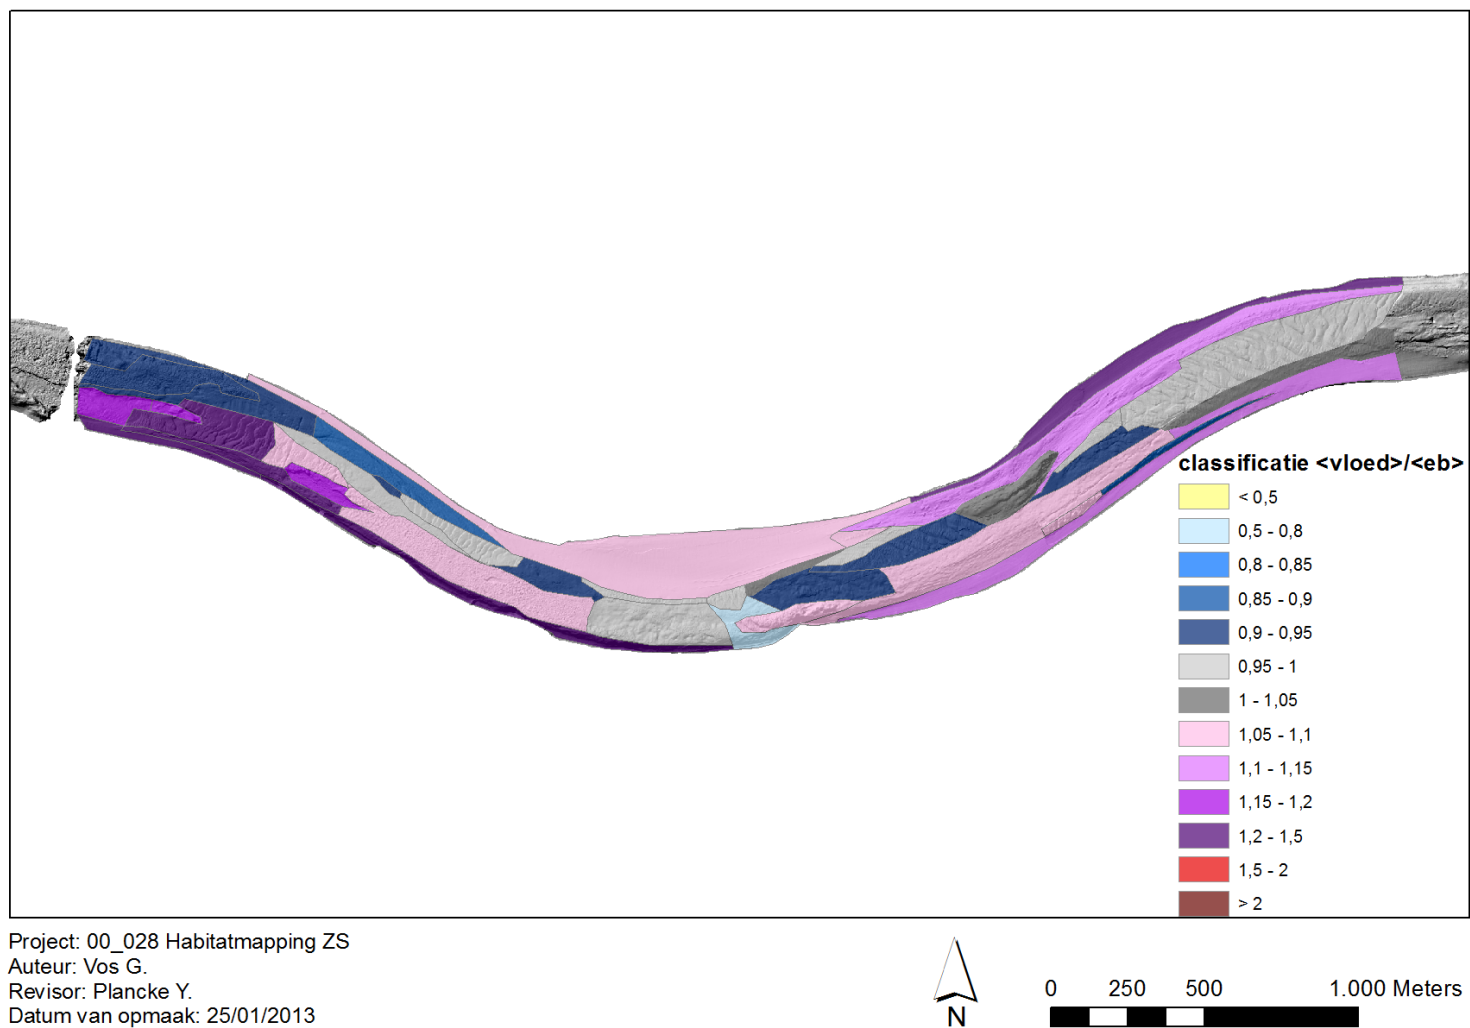 classificatie <vloed>/<eb>
< 0,5
0,5 - 0,8
0,8 - 0,85
0,85 - 0,9
0,9 - 0,95
0,95 - 1
1 - 1,05
1,05 - 1,1
1,1 - 1,15
1,15 - 1,2
1,2 - 1,5
1,5 - 2
> 2
Project: 00_028 Habitatmapping ZS
Auteur: Vos G.
Revisor: Plancke Y.
Datum van opmaak: 25/01/2013
N
0 250 500 1.000 Meters